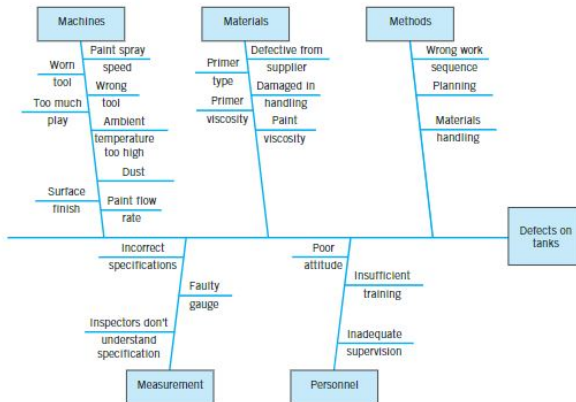 Machines
Materials
Methods
Paint spray
speed
Worn
tool
Wrong
tool
Too much
play
Ambient
temperature
too high
Dust
Surface
finish
Paint flow
rate
Primer
type
Defective from
supplier
Damaged in
handling
Primer
viscosity
Paint
viscosity
Wrong work
sequence
Planning
Materials
handling
Defects on
tanks
Incorrect
specifications
Faulty
gauge
Inspectors don't
understand
specification
Poor
attitude
Insufficient
training
Inadequate
supervision
Measurement
Personnel